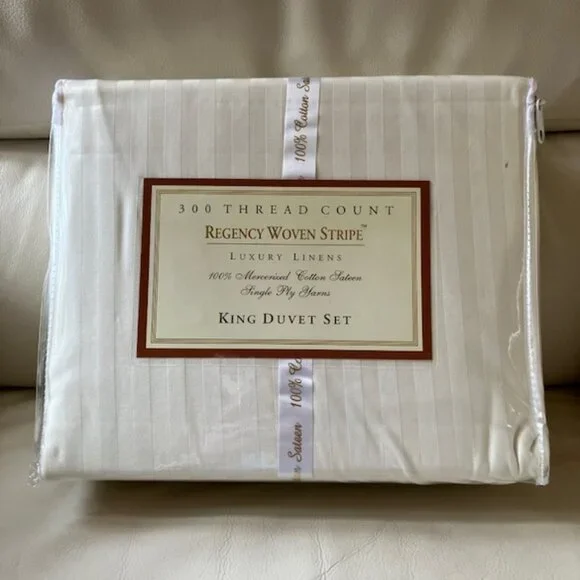 100% Cotton Sa
300 THREAD COUNT
REGENCY WOVEN STRIPE™
LUXURY LINENS
100% Mercerized Cotton Sateen
Single Ply Yarns
KING DUVET SET
100% Co
n Sateen